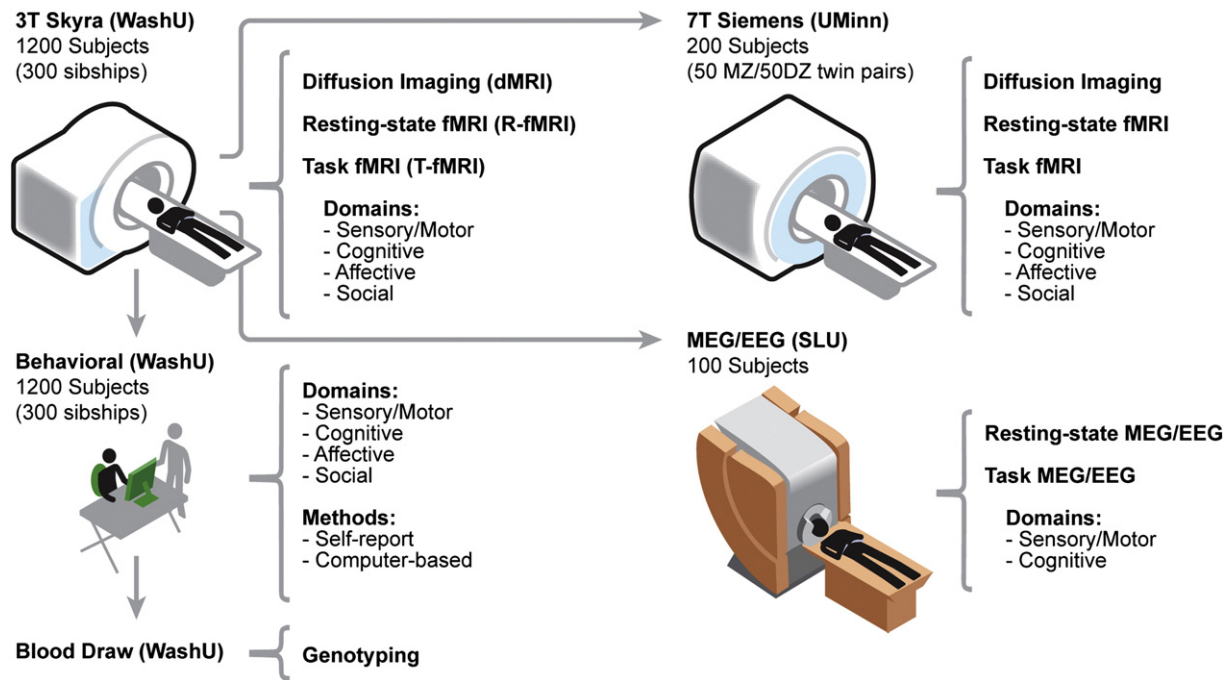 3T Skyra (WashU)
1200 Subjects
(300 sibships)
Diffusion Imaging (dMRI)
Resting-state fMRI (R-fMRI)
Task fMRI (T-fMRI)
Domains:
- Sensory/Motor
- Cognitive
- Affective
- Social
7T Siemens (UMinn)
200 Subjects
(50 MZ/50DZ twin pairs)
Diffusion Imaging
Resting-state fMRI
Task fMRI
Domains:
- Sensory/Motor
- Cognitive
- Affective
- Social
Behavioral (WashU)
1200 Subjects
(300 sibships)
Domains:
- Sensory/Motor
- Cognitive
- Affective
- Social
Methods:
- Self-report
- Computer-based
MEG/EEG (SLU)
100 Subjects
Resting-state MEG/EEG
Task MEG/EEG
Domains:
- Sensory/Motor
- Cognitive
Blood Draw (WashU)
Genotyping